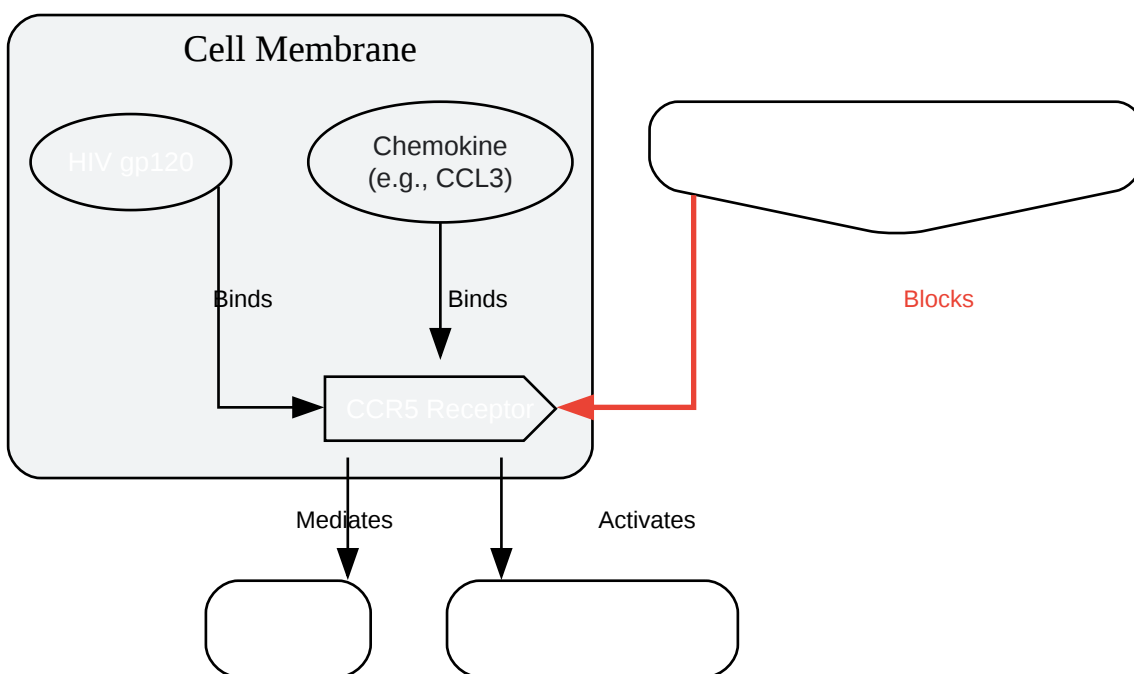 Cell Membrane
HIV gp120
Chemokine
(e.g., CCL3)
Binds
Binds
Blocks
CCR5 Receptor
Mediates
Activates